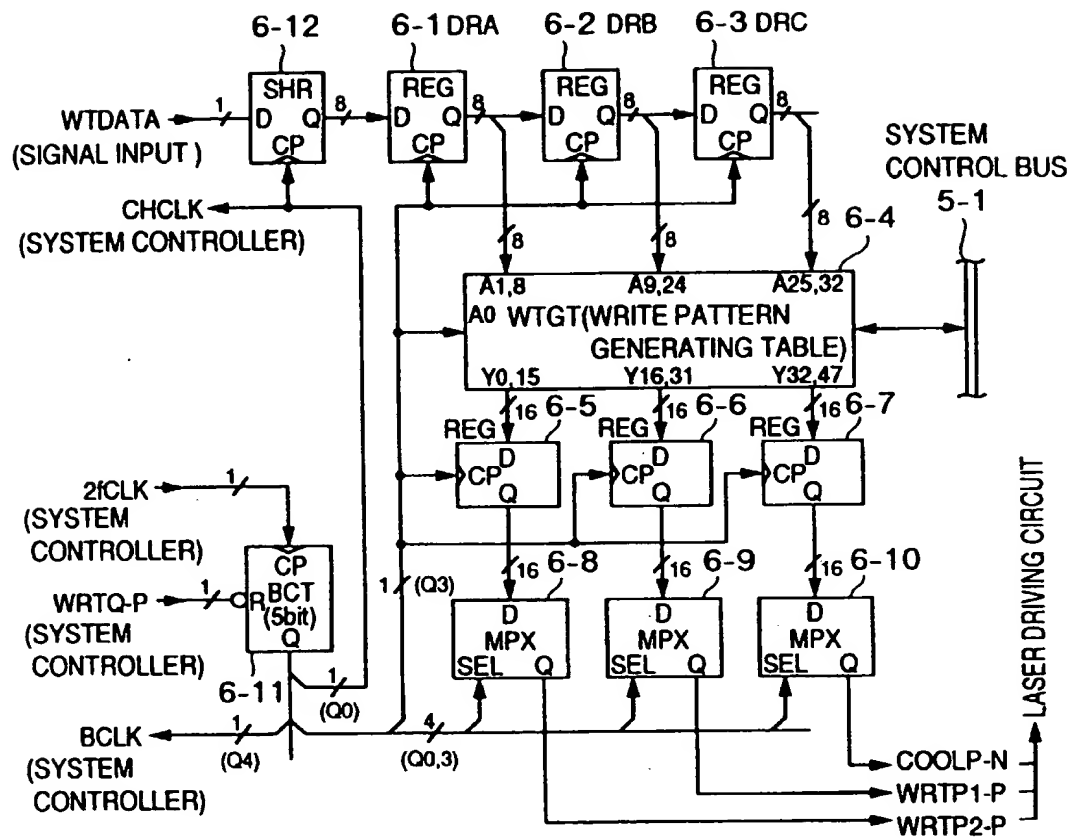 6-12
6-1 DRA
6-2 DRB
6-3 DRC
SHR
D Q
CP
REG
D Q
CP
REG
D Q
CP
REG
D Q
CP
1
8
8
8
8
WTDATA
(SIGNAL INPUT )
CHCLK
(SYSTEM CONTROLLER)
SYSTEM
CONTROL BUS
5-1
8
8
8
6-4
A1,8
A9,24
A25,32
A0
WTGT(WRITE PATTERN
GENERATING TABLE)
Y0,15
Y16,31
Y32,47
16
6-5
16
6-6
16
6-7
REG
REG
REG
CP
D
Q
CP
D
Q
CP
D
Q
2fCLK
(SYSTEM
CONTROLLER)
1
16
6-8
16
6-9
16
6-10
CP
BCT
(5bit)
R
Q
6-11
WRTQ-P
(SYSTEM
CONTROLLER)
1
1
(Q3)
1
(Q0)
D
MPX
SEL
Q
D
MPX
SEL
Q
D
MPX
SEL
Q
BCLK
(SYSTEM
CONTROLLER)
1
(Q4)
4
(Q0,3)
COOLP-N
WRTP1-P
WRTP2-P
LASER DRIVING CIRCUIT